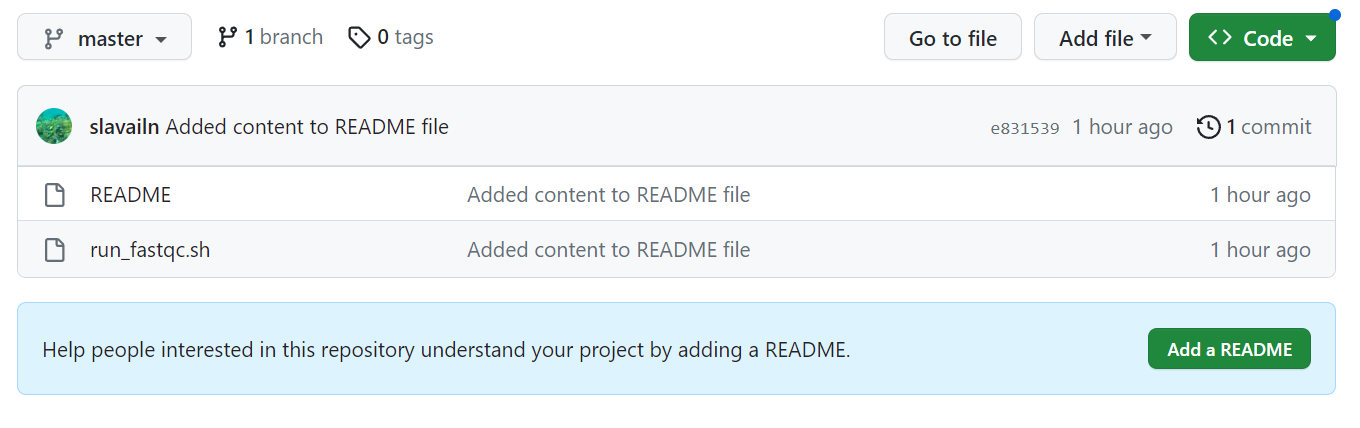 master 1 branch 0 tags Go to file Add file Code
slavailn Added content to README file e831539 1 hour ago 1 commit
README Added content to README file 1 hour ago
run_fastqc.sh Added content to README file 1 hour ago
Help people interested in this repository understand your project by adding a README. Add a README